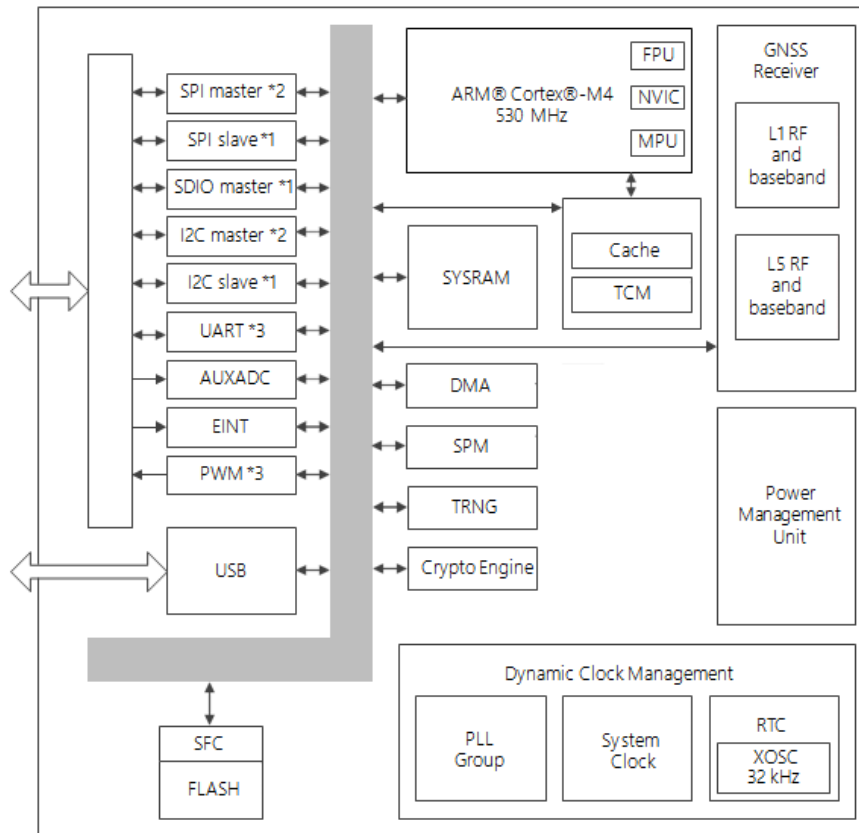 SPI master *2
SPI slave*1
SDIO master *1
I2C master *2
I2C slave *1
UART *3
AUXADC
EINT
PWM *3
USB
SFC
FLASH
ARM® Cortex®-M4
530 MHz
FPU
NVIC
MPU
Cache
TCM
SYSRAM
DMA
SPM
TRNG
Crypto Engine
GNSS
Receiver
L1 RF
and
baseband
L5 RF
and
baseband
Power
Management
Unit
Dynamic Clock Management
PLL
Group
System
Clock
RTC
XOSC
32 kHz